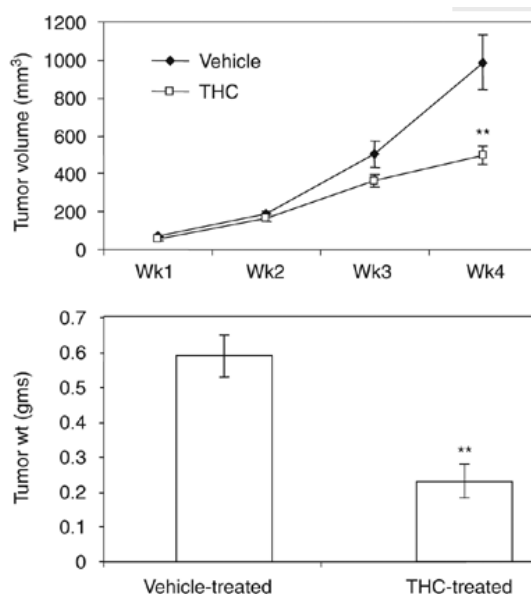 1200
1000
800
600
400
200
0
Tumor volume (mm³)
Vehicle
THC
**
Wk1 Wk2 Wk3 Wk4
0.7
0.6
0.5
0.4
0.3
0.2
0.1
0
Tumor wt (gms)
**
Vehicle-treated THC-treated